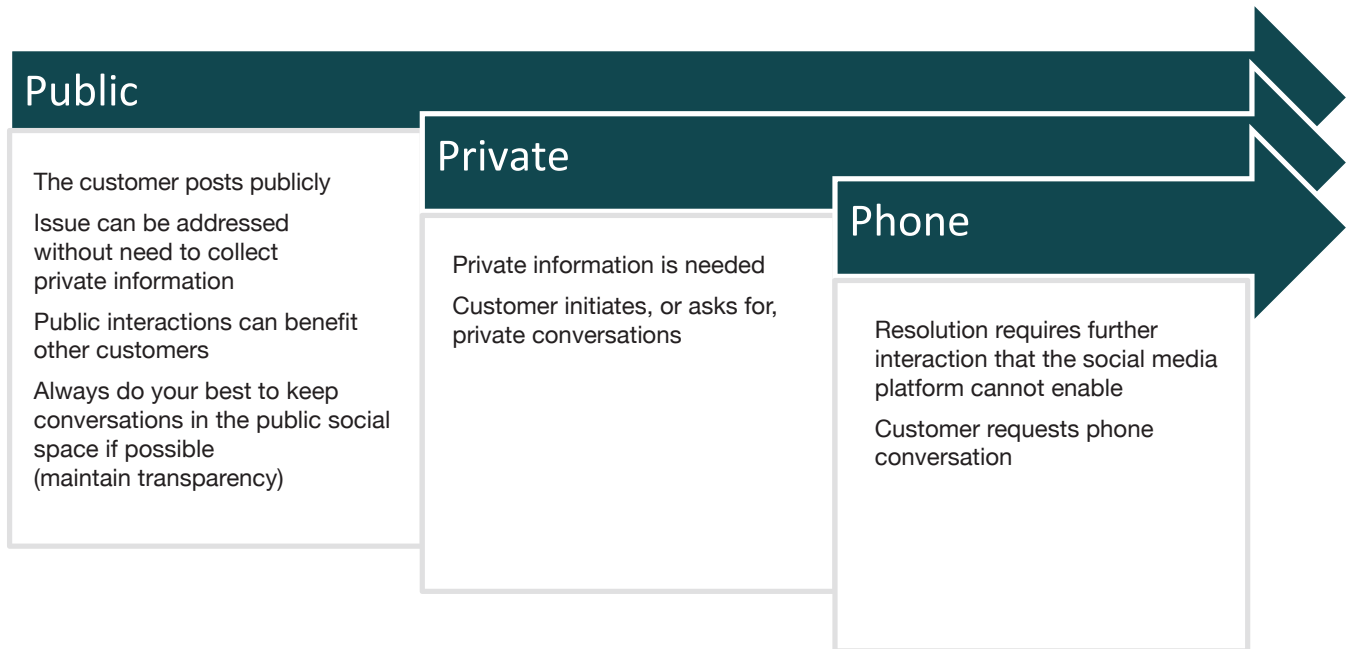 Public
The customer posts publicly
Issue can be addressed
without need to collect
private information
Public interactions can benefit
other customers
Always do your best to keep
conversations in the public social
space if possible
(maintain transparency)
Private
Private information is needed
Customer initiates, or asks for,
private conversations
Phone
Resolution requires further
interaction that the social media
platform cannot enable
Customer requests phone
conversation